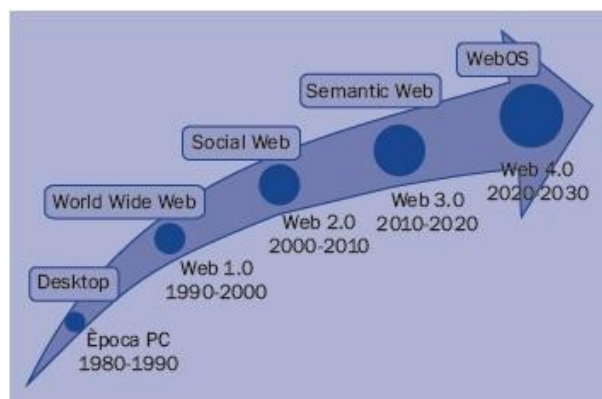 WebOS
Semantic Web
Social Web
World Wide Web
Desktop
Web 4.0
2020-2030
Web 3.0
2010-2020
Web 2.0
2000-2010
Web 1.0
1990-2000
Època PC
1980-1990